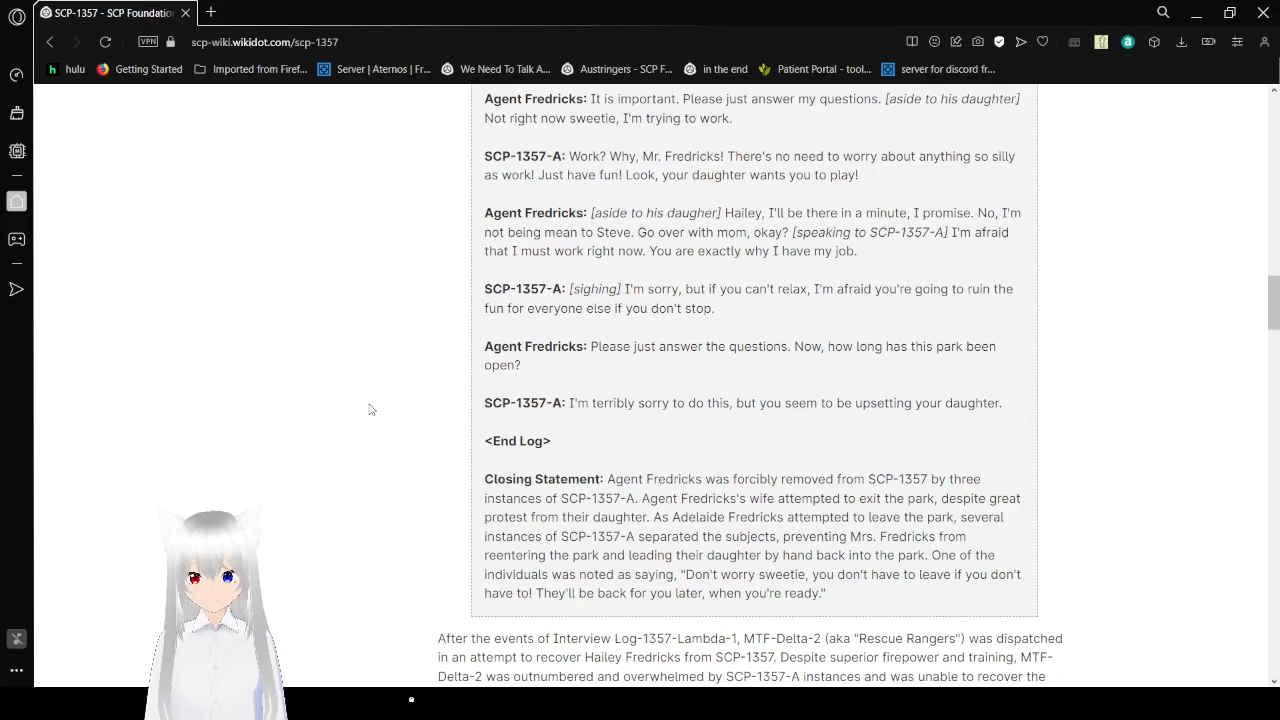 SCP-1357 - SCP Foundatio
VPN
scp-wiki.wikidot.com/scp-1357
hulu
Getting Started
Imported from Firef...
Server | Aternos | Fr...
We Need To Talk A...
Austringers - SCP F...
in the end
Patient Portal - tool...
server for discord fr...
Agent Fredricks: It is important. Please just answer my questions. [aside to his daughter]
Not right now sweetie, I'm trying to work.
SCP-1357-A: Work? Why, Mr. Fredricks! There's no need to worry about anything so silly
as work! Just have fun! Look, your daughter wants you to play!
Agent Fredricks: [aside to his daugher] Hailey, I'll be there in a minute, I promise. No, I'm
not being mean to Steve. Go over with mom, okay? [speaking to SCP-1357-A] I'm afraid
that I must work right now. You are exactly why I have my job.
SCP-1357-A: [sighing] I'm sorry, but if you can't relax, I'm afraid you're going to ruin the
fun for everyone else if you don't stop.
Agent Fredricks: Please just answer the questions. Now, how long has this park been
open?
SCP-1357-A: I'm terribly sorry to do this, but you seem to be upsetting your daughter.
<End Log>
Closing Statement: Agent Fredricks was forcibly removed from SCP-1357 by three
instances of SCP-1357-A. Agent Fredricks's wife attempted to exit the park, despite great
protest from their daughter. As Adelaide Fredricks attempted to leave the park, several
instances of SCP-1357-A separated the subjects, preventing Mrs. Fredricks from
reentering the park and leading their daughter by hand back into the park. One of the
individuals was noted as saying, "Don't worry sweetie, you don't have to leave if you don't
have to! They'll be back for you later, when you're ready."
After the events of Interview Log-1357-Lambda-1, MTF-Delta-2 (aka "Rescue Rangers") was dispatched
in an attempt to recover Hailey Fredricks from SCP-1357. Despite superior firepower and training, MTF-
Delta-2 was outnumbered and overwhelmed by SCP-1357-A instances and was unable to recover the